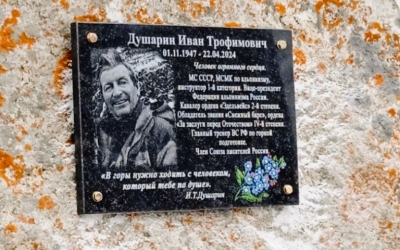 Душарин Иван Трофимович
01.11.1947 - 22.04.2024
Человек огромного сердца.
МС СССР, МСМК по альпинизму,
инструктор 1-й категории. Вице-президент
Федерации альпинизма России.
Кавалер ордена «Эдельвейс» 2-й степени.
Обладатель звания «Снежный барс», ордена
«За заслуги перед Отечеством» IV-й степени.
Главный тренер ВС РФ по горной
подготовке.
Член Союза писателей России.
«В горы нужно ходить с человеком,
который тебе по душе».
И.Т.Душарин